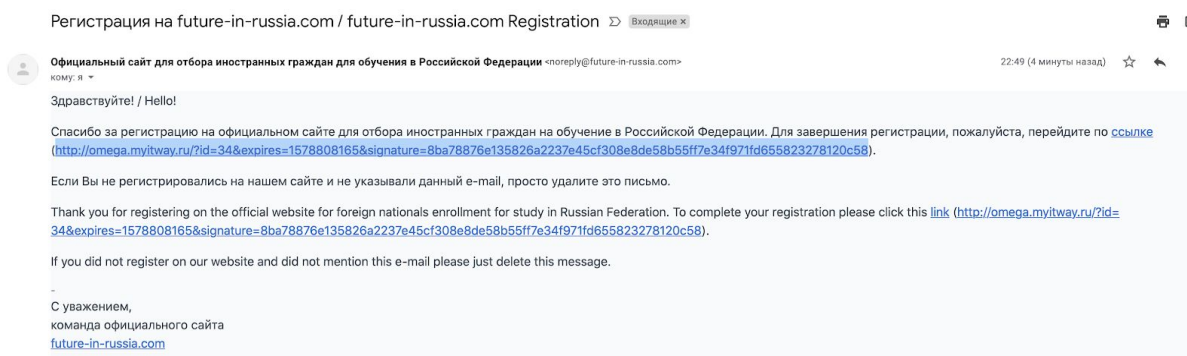 Регистрация на future-in-russia.com / future-in-russia.com Registration Входящие ×
Официальный сайт для отбора иностранных граждан для обучения в Российской Федерации <noreply@future-in-russia.com> 22:49 (4 минуты назад)
кому: я
Здравствуйте! / Hello!
Спасибо за регистрацию на официальном сайте для отбора иностранных граждан на обучение в Российской Федерации. Для завершения регистрации, пожалуйста, перейдите по ссылке
(http://omega.myitway.ru/?id=34&expires=1578808165&signature=8ba78876e135826a2237e45cf308e8de58b55ff7e34f971fd655823278120c58).
Если Вы не регистрировались на нашем сайте и не указывали данный e-mail, просто удалите это письмо.
Thank you for registering on the official website for foreign nationals enrollment for study in Russian Federation. To complete your registration please click this link (http://omega.myitway.ru/?id=
34&expires=1578808165&signature=8ba78876e135826a2237e45cf308e8de58b55ff7e34f971fd655823278120c58).
If you did not register on our website and did not mention this e-mail please just delete this message.
-
С уважением,
команда официального сайта
future-in-russia.com